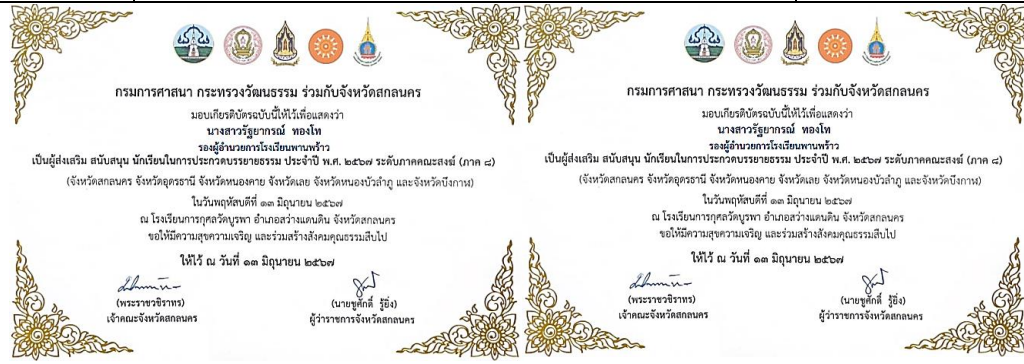 กรมการศาสนา กระทรวงวัฒนธรรม ร่วมกับจังหวัดสกลนคร
มอบเกียรติบัตรฉบับนี้ให้ไว้เพื่อแสดงว่า
นางสาวรัฐยากรณ์ ทองโท
รองผู้อำนวยการโรงเรียนพานพร้าว
เป็นผู้ส่งเสริม สนับสนุน นักเรียนในการประกวดบรรยายธรรม ประจำปี พ.ศ. ๒๕๖๗ ระดับภาคคณะสงฆ์ (ภาค ๘)
(จังหวัดสกลนคร จังหวัดอุดรธานี จังหวัดหนองคาย จังหวัดเลย จังหวัดหนองบัวลำภู และจังหวัดบึงกาฬ)
ในวันพฤหัสบดีที่ ๑๓ มิถุนายน ๒๕๖๗
ณ โรงเรียนการกุศลวัดบูรพา อำเภอสว่างแดนดิน จังหวัดสกลนคร
ขอให้มีความสุขความเจริญ และร่วมสร้างสังคมคุณธรรมสืบไป
ให้ไว้ ณ วันที่ ๑๓ มิถุนายน ๒๕๖๗
(พระราชวชิราทร)
เจ้าคณะจังหวัดสกลนคร
(นายชูศักดิ์ รู้ยิ่ง)
ผู้ว่าราชการจังหวัดสกลนคร
กรมการศาสนา กระทรวงวัฒนธรรม ร่วมกับจังหวัดสกลนคร
มอบเกียรติบัตรฉบับนี้ให้ไว้เพื่อแสดงว่า
นางสาวรัฐยากรณ์ ทองโท
รองผู้อำนวยการโรงเรียนพานพร้าว
เป็นผู้ส่งเสริม สนับสนุน นักเรียนในการประกวดบรรยายธรรม ประจำปี พ.ศ. ๒๕๖๗ ระดับภาคคณะสงฆ์ (ภาค ๘)
(จังหวัดสกลนคร จังหวัดอุดรธานี จังหวัดหนองคาย จังหวัดเลย จังหวัดหนองบัวลำภู และจังหวัดบึงกาฬ)
ในวันพฤหัสบดีที่ ๑๓ มิถุนายน ๒๕๖๗
ณ โรงเรียนการกุศลวัดบูรพา อำเภอสว่างแดนดิน จังหวัดสกลนคร
ขอให้มีความสุขความเจริญ และร่วมสร้างสังคมคุณธรรมสืบไป
ให้ไว้ ณ วันที่ ๑๓ มิถุนายน ๒๕๖๗
(พระราชวชิราทร)
เจ้าคณะจังหวัดสกลนคร
(นายชูศักดิ์ รู้ยิ่ง)
ผู้ว่าราชการจังหวัดสกลนคร